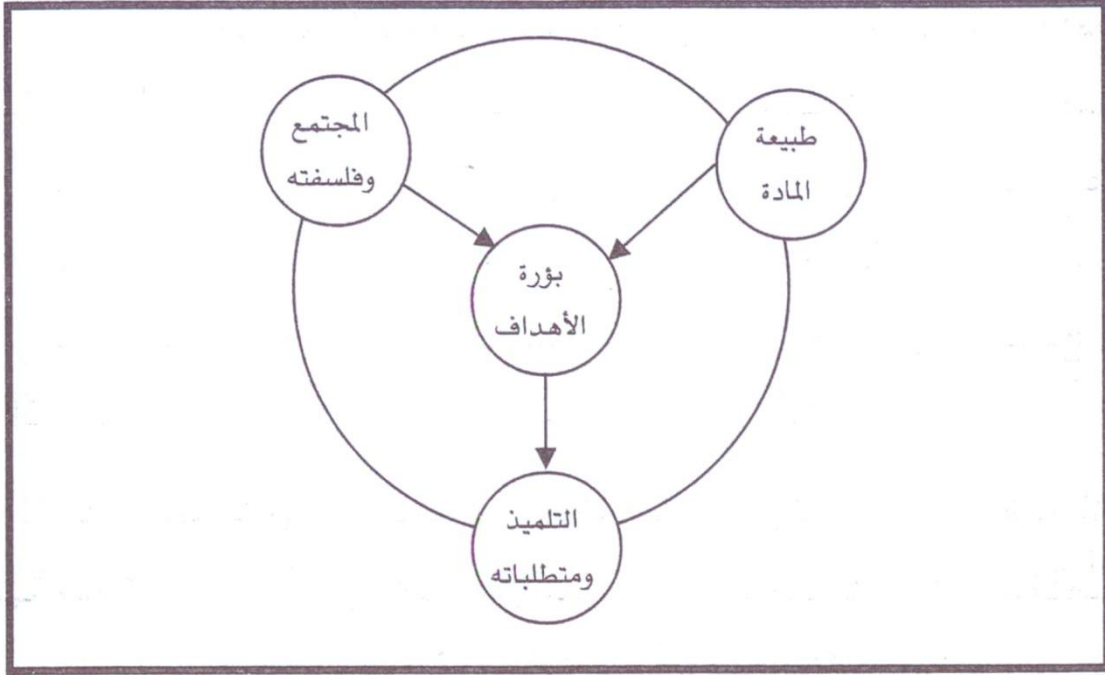 طبيعة
المادة
المجتمع
وفلسفته
بؤرة
الأهداف
التلميذ
ومتطلباته